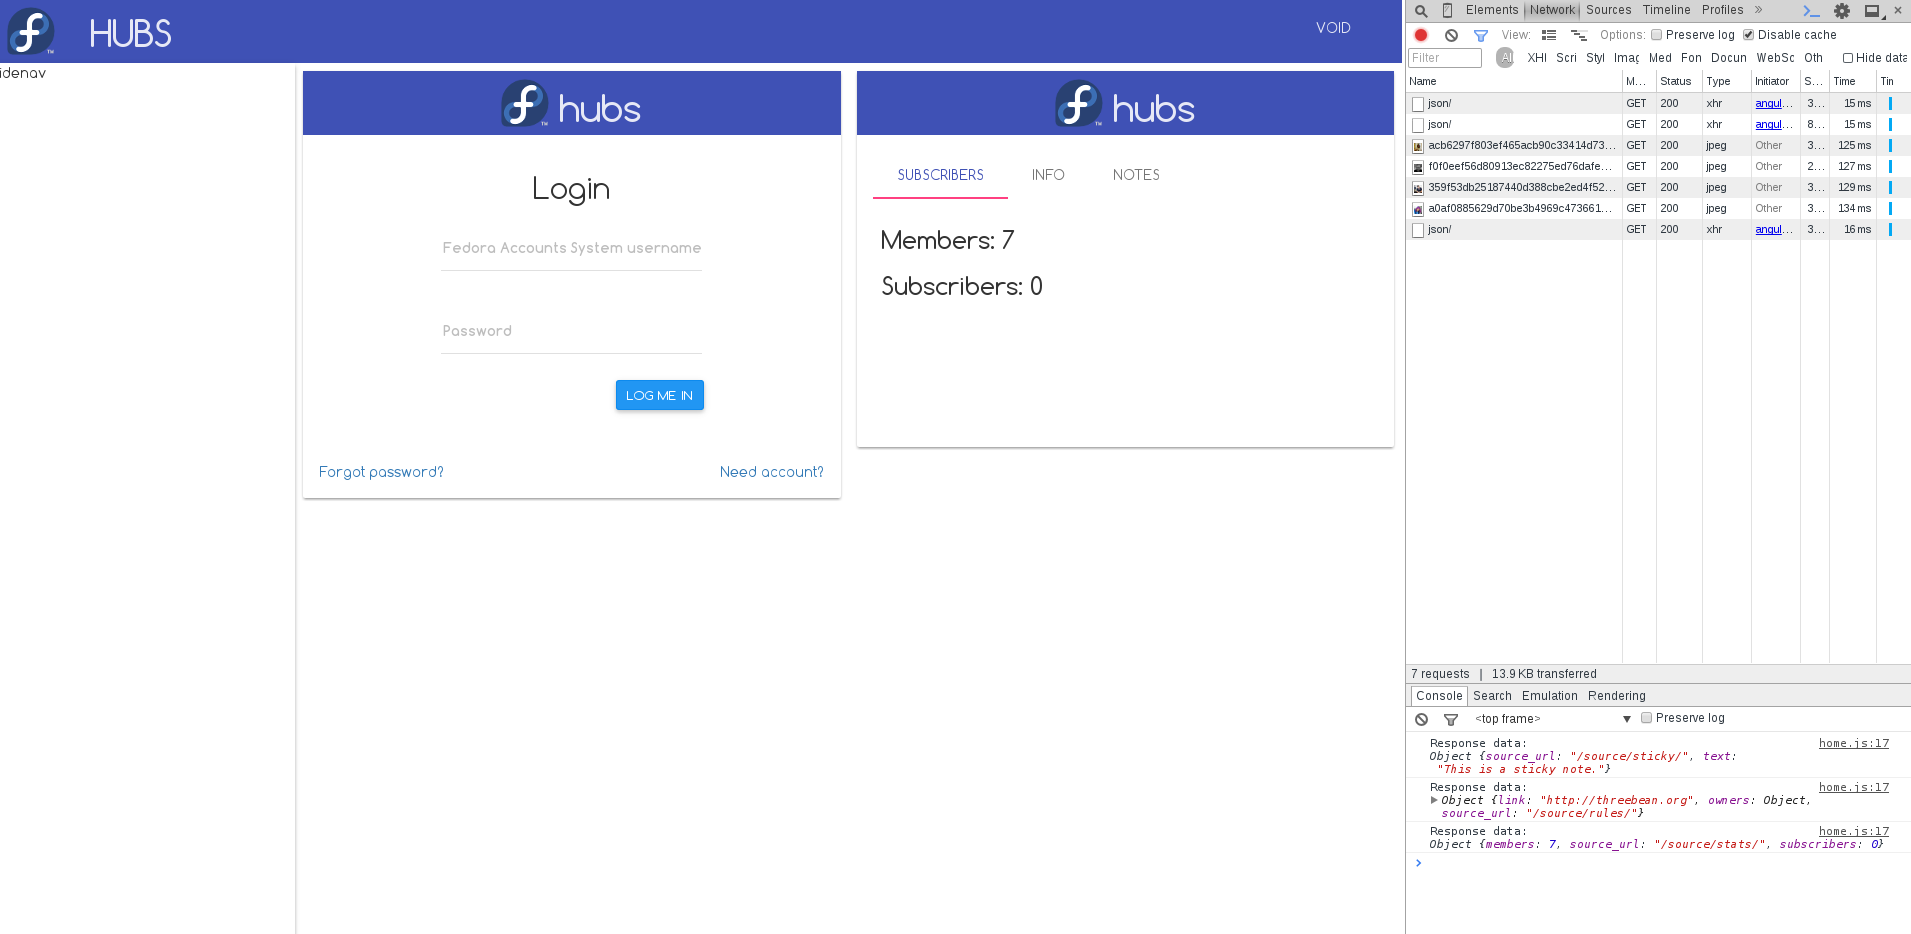 HUBS
VOID
idenav
hubs
Login
Fedora Accounts System username
Password
LOG ME IN
Forgot password?
Need account?
hubs
SUBSCRIBERS INFO NOTES
Members: 7
Subscribers: 0
Elements Network Sources Timeline Profiles »
View: Options: Preserve log Disable cache
Filter All XHI Scri Styl Imag Med Fon Docun WebSc Oth Hide data
Name M... Status Type Initiator S... Time Tin
json/ GET 200 xhr angul... 3... 15 ms
json/ GET 200 xhr angul... 8... 15 ms
acb6297f803ef465acb90c33414d73... GET 200 jpeg Other 3... 125 ms
f0f0eef56d80913ec82275ed76dafe... GET 200 jpeg Other 2... 127 ms
359f53db25187440d388cbe2ed4f52... GET 200 jpeg Other 3... 129 ms
a0af0885629d70be3b4969c473661... GET 200 jpeg Other 3... 134 ms
json/ GET 200 xhr angul... 3... 16 ms
7 requests | 13.9 KB transferred
Console Search Emulation Rendering
<top frame> ▼ Preserve log
Response data: home.js:17
Object {source_url: "/source/sticky/", text:
"This is a sticky note."}
Response data: home.js:17
Object {link: "http://threebean.org", owners: Object,
source_url: "/source/rules/"}
Response data: home.js:17
Object {members: 7, source_url: "/source/stats/", subscribers: 0}